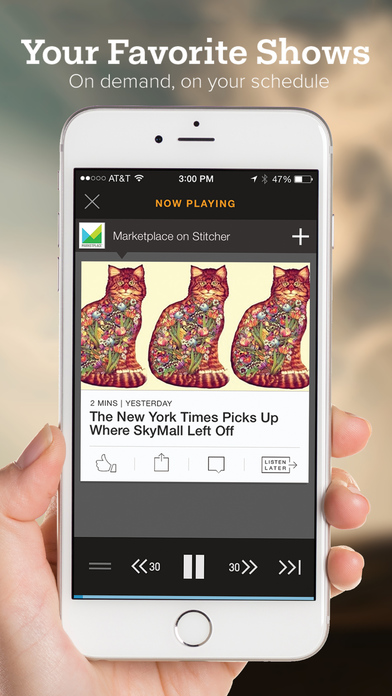 Your Favorite Shows
On demand, on your schedule
AT&T 3:00 PM 47%
NOW PLAYING
Marketplace on Stitcher
2 MINS | YESTERDAY
The New York Times Picks Up
Where SkyMall Left Off
LISTEN
LATER
30 30